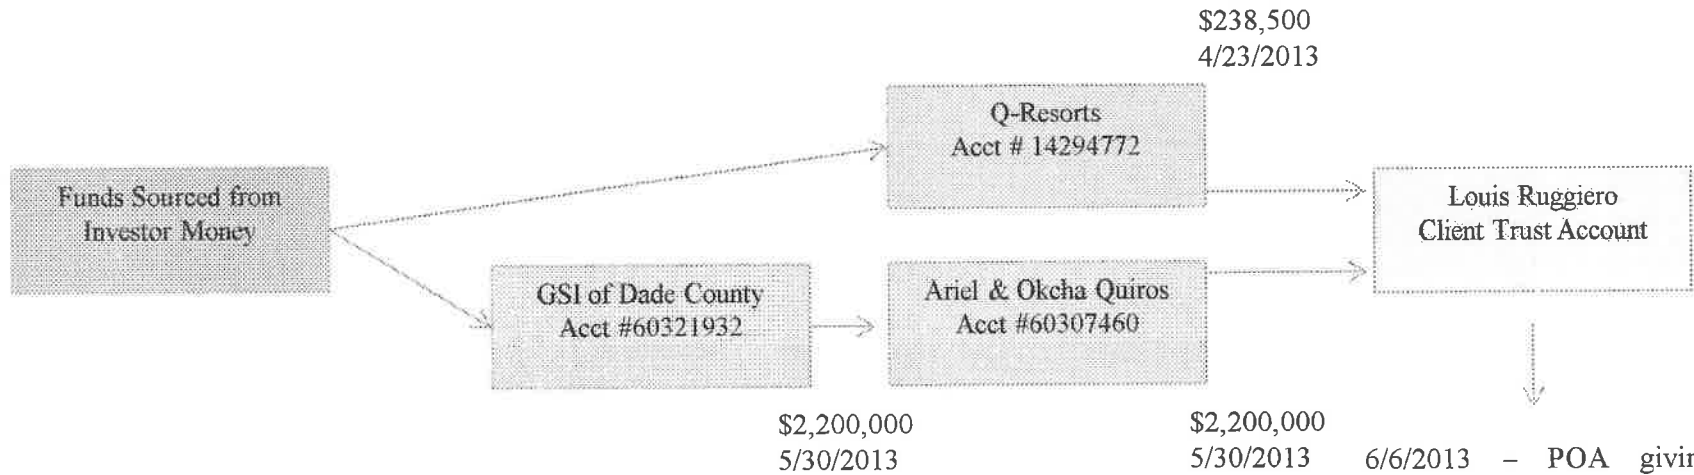 $238,500
4/23/2013
Q-Resorts
Acct # 14294772
Funds Sourced from
Investor Money
Louis Ruggiero
Client Trust Account
GSI of Dade County
Acct #60321932
Ariel & Okcha Quiros
Acct #60307460
$2,200,000
5/30/2013
$2,200,000
5/30/2013
6/6/2013 – POA givin